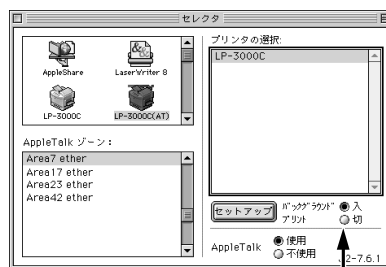 セレクタ
AppleShare
LaserWriter 8
LP-3000C
LP-3000C(AT)
AppleTalk ゾーン：
Area7 ether
Area17 ether
Area23 ether
Area42 ether
プリンタの選択:
LP-3000C
セットアップ
バックグラウンド
プリント
入
切
AppleTalk
使用
不使用
2-7.6.1